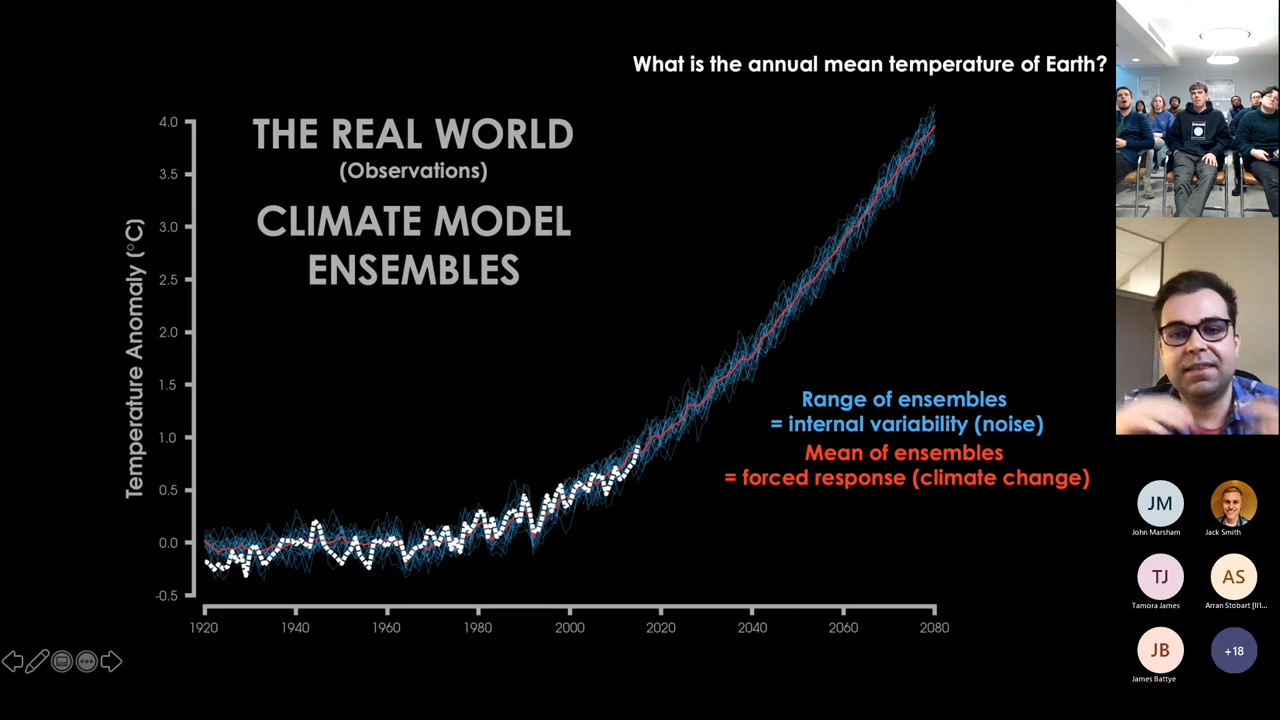 What is the annual mean temperature of Earth?
THE REAL WORLD
(Observations)
CLIMATE MODEL
ENSEMBLES
Temperature Anomaly (°C)
4.0
3.5
3.0
2.5
2.0
1.5
1.0
0.5
0.0
-0.5
1920 1940 1960 1980 2000 2020 2040 2060 2080
Range of ensembles
= internal variability (noise)
Mean of ensembles
= forced response (climate change)
JM
John Marsham
Jack Smith
TJ
Tamora James
AS
Arran Stobart [II1...
JB
James Battye
+18